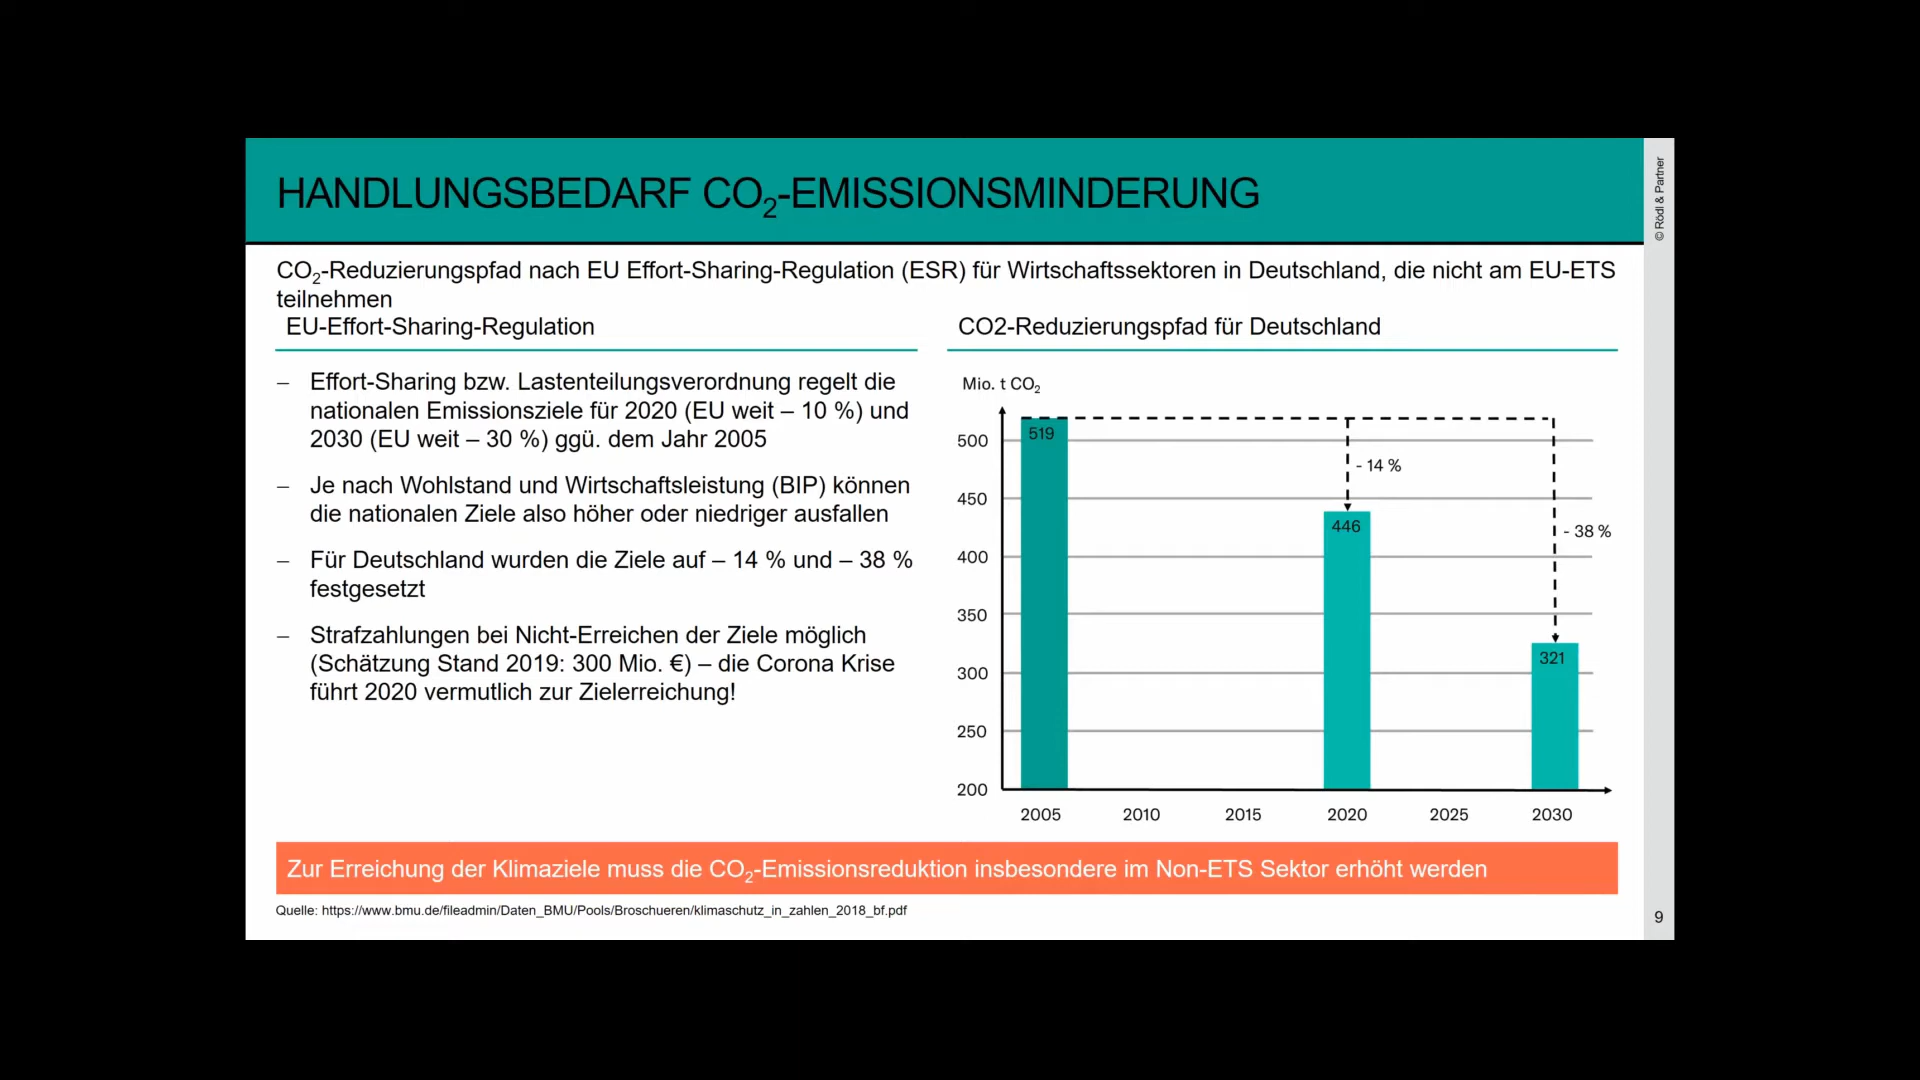 HANDLUNGSBEDARF CO2-EMISSIONSMINDERUNG
© Rödl & Partner
CO2-Reduzierungspfad nach EU Effort-Sharing-Regulation (ESR) für Wirtschaftssektoren in Deutschland, die nicht am EU-ETS
teilnehmen
EU-Effort-Sharing-Regulation
– Effort-Sharing bzw. Lastenteilungsverordnung regelt die
nationalen Emissionsziele für 2020 (EU weit – 10 %) und
2030 (EU weit – 30 %) ggü. dem Jahr 2005
– Je nach Wohlstand und Wirtschaftsleistung (BIP) können
die nationalen Ziele also höher oder niedriger ausfallen
– Für Deutschland wurden die Ziele auf – 14 % und – 38 %
festgesetzt
– Strafzahlungen bei Nicht-Erreichen der Ziele möglich
(Schätzung Stand 2019: 300 Mio. €) – die Corona Krise
führt 2020 vermutlich zur Zielerreichung!
CO2-Reduzierungspfad für Deutschland
Mio. t CO2
500
450
400
350
300
250
200
519
- 14 %
446
- 38 %
321
2005 2010 2015 2020 2025 2030
Zur Erreichung der Klimaziele muss die CO2-Emissionsreduktion insbesondere im Non-ETS Sektor erhöht werden
Quelle: https://www.bmu.de/fileadmin/Daten_BMU/Pools/Broschueren/klimaschutz_in_zahlen_2018_bf.pdf
9